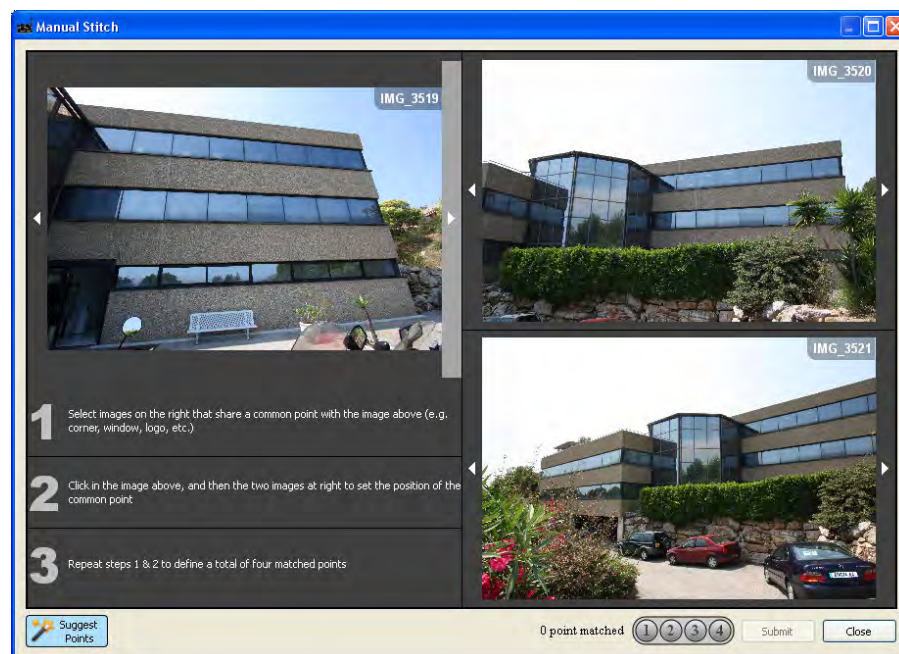 Manual Stitch
IMG_3519
IMG_3520
1
Select images on the right that share a common point with the image above (e.g.
corner, window, logo, etc.)
2
Click in the image above, and then the two images at right to set the position of the
common point
3
Repeat steps 1 & 2 to define a total of four matched points
IMG_3521
Suggest
Points
0 point matched
1 2 3 4
Submit
Close